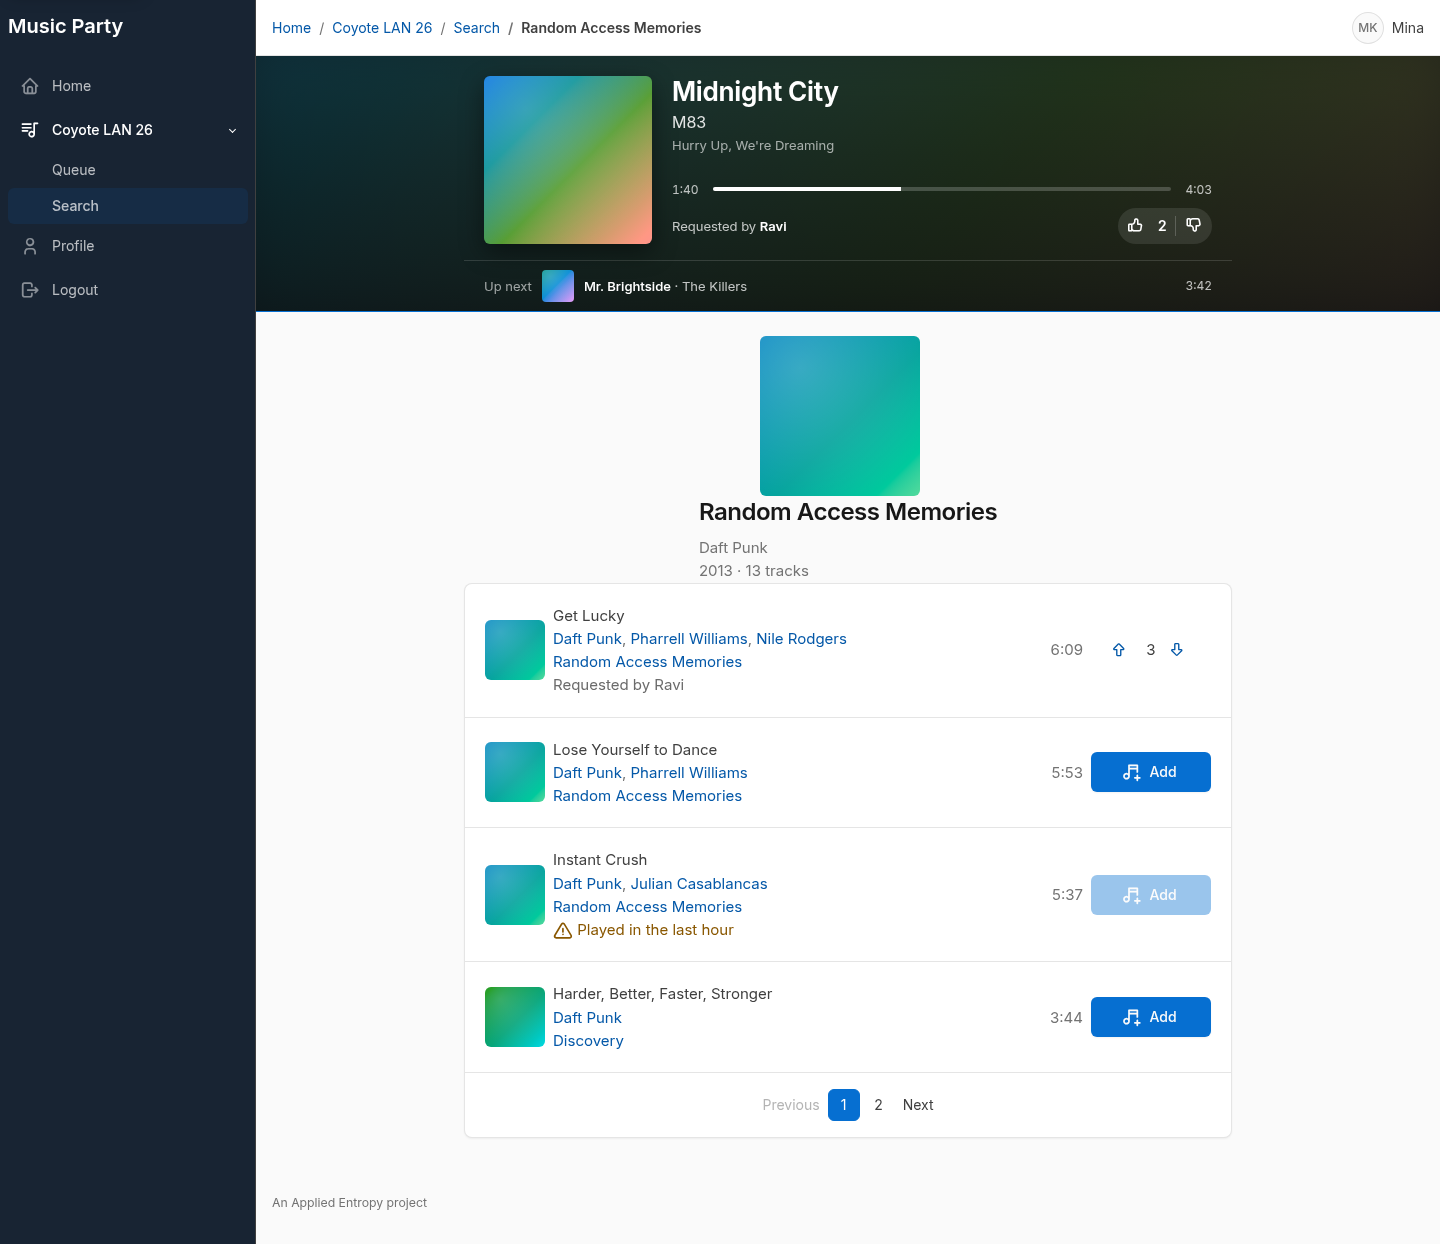 Music Party
Home
Coyote LAN 26
Queue
Search
Profile
Logout
Home / Coyote LAN 26 / Search / Random Access Memories
MK Mina
Midnight City
M83
Hurry Up, We're Dreaming
1:40 4:03
Requested by Ravi 2
Up next Mr. Brightside · The Killers 3:42
Random Access Memories
Daft Punk
2013 · 13 tracks
Get Lucky
Daft Punk, Pharrell Williams, Nile Rodgers
Random Access Memories
Requested by Ravi
6:09 3
Lose Yourself to Dance
Daft Punk, Pharrell Williams
Random Access Memories
5:53 Add
Instant Crush
Daft Punk, Julian Casablancas
Random Access Memories
Played in the last hour
5:37 Add
Harder, Better, Faster, Stronger
Daft Punk
Discovery
3:44 Add
Previous 1 2 Next
An Applied Entropy project